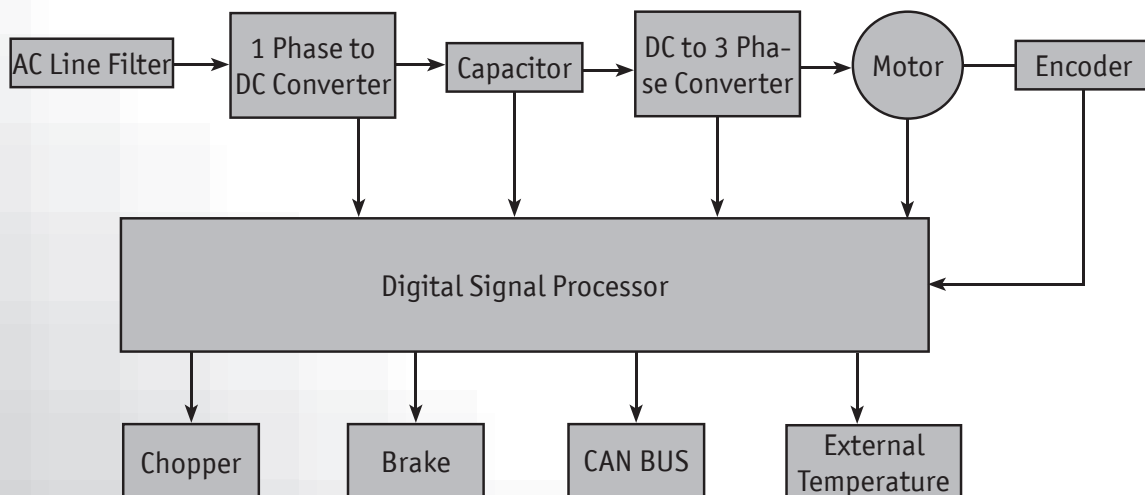 AC Line Filter
1 Phase to
DC Converter
Capacitor
DC to 3 Pha-
se Converter
Motor
Encoder
Digital Signal Processor
Chopper
Brake
CAN BUS
External
Temperature